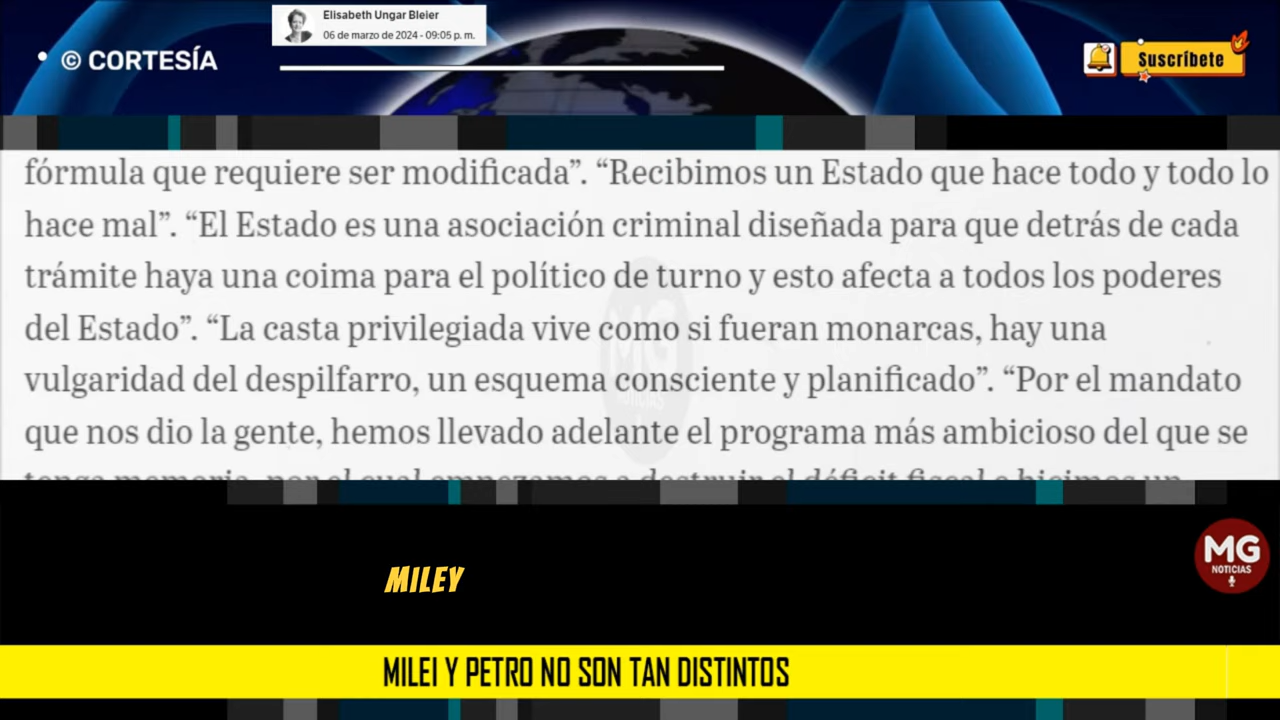 Elisabeth Ungar Bleier
06 de marzo de 2024 - 09:05 p. m.
© CORTESÍA
Suscríbete
fórmula que requiere ser modificada”. “Recibimos un Estado que hace todo y todo lo
hace mal”. “El Estado es una asociación criminal diseñada para que detrás de cada
trámite haya una coima para el político de turno y esto afecta a todos los poderes
del Estado”. “La casta privilegiada vive como si fueran monarcas, hay una
vulgaridad del despilfarro, un esquema consciente y planificado”. “Por el mandato
que nos dio la gente, hemos llevado adelante el programa más ambicioso del que se
MG
NOTICIAS
MILEY
MILEI Y PETRO NO SON TAN DISTINTOS